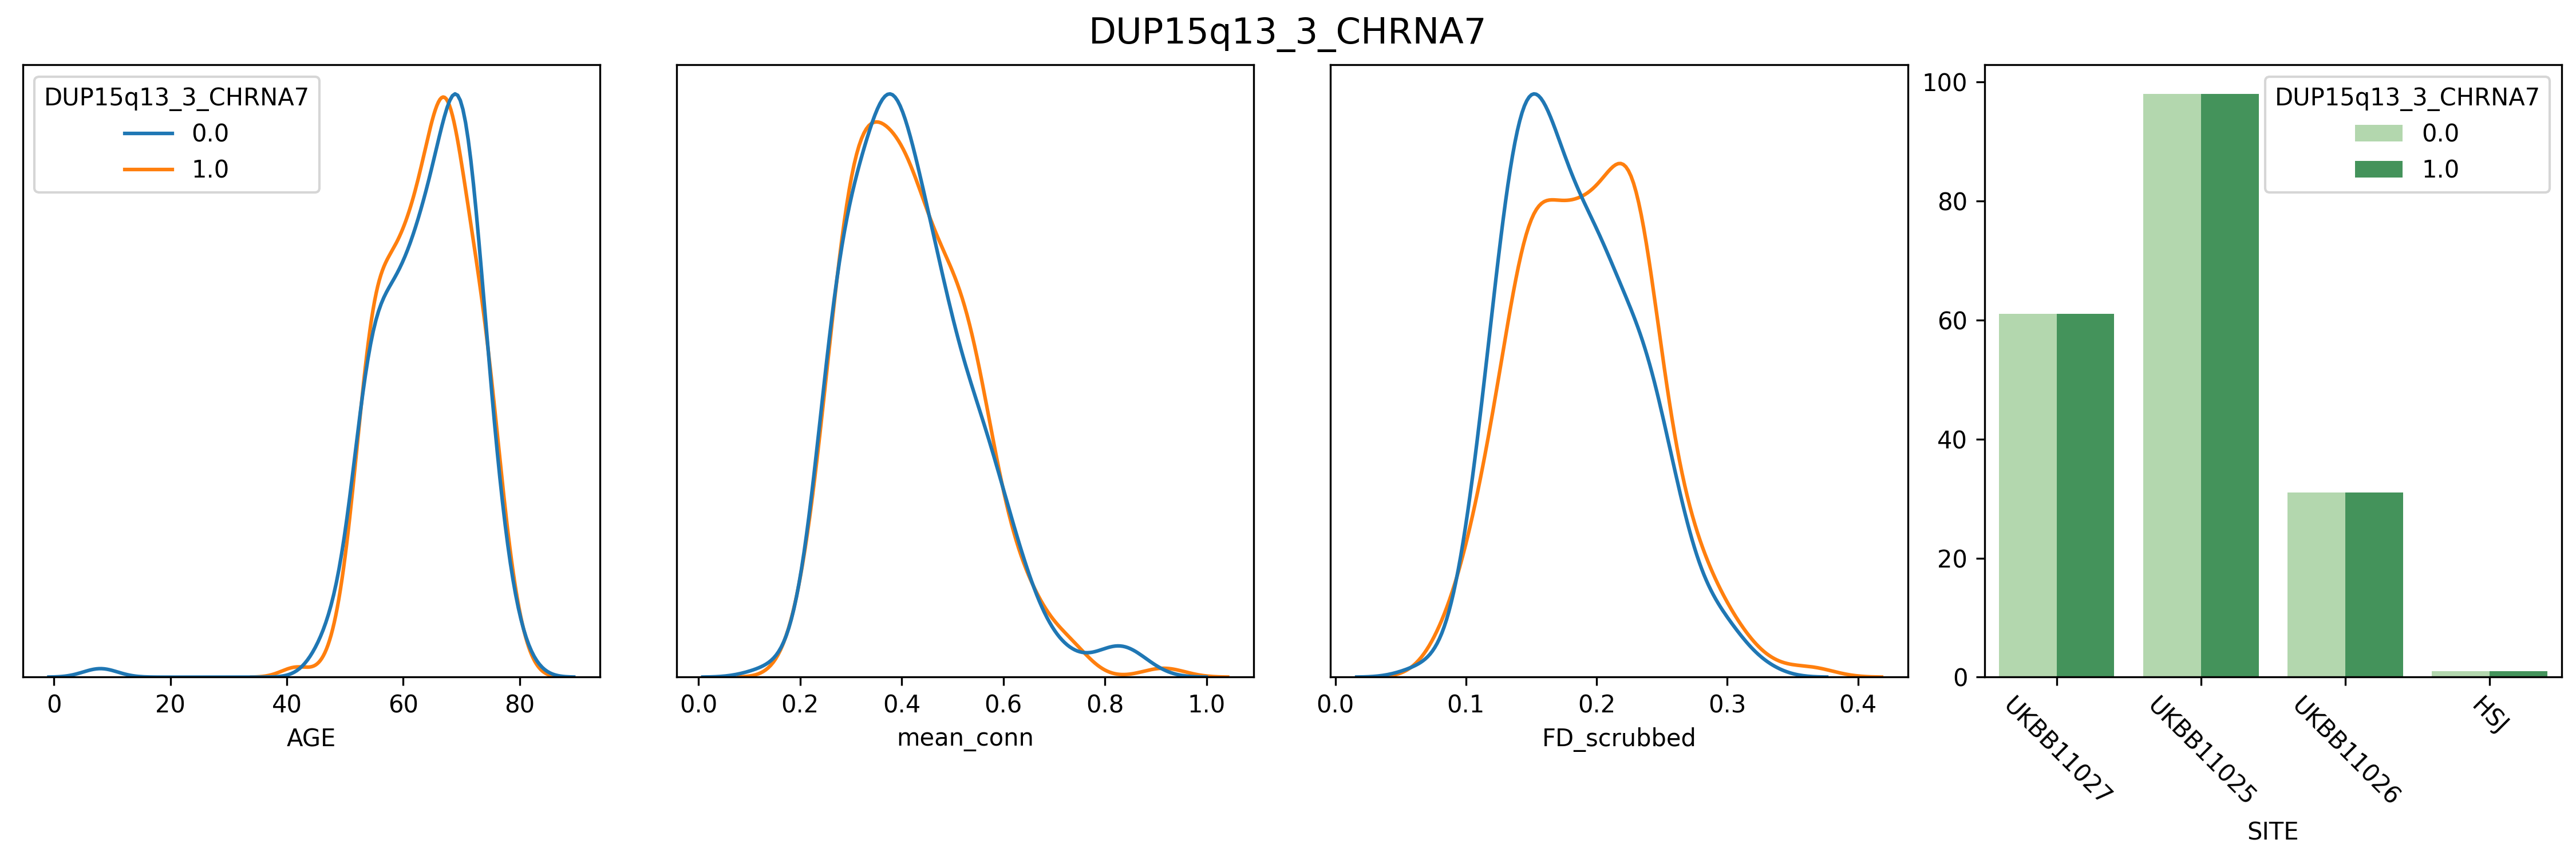 DUP15q13_3_CHRNA7
DUP15q13_3_CHRNA7
0.0
1.0
0 20 40 60 80
AGE
0.0 0.2 0.4 0.6 0.8 1.0
mean_conn
0.0 0.1 0.2 0.3 0.4
FD_scrubbed
100
80
60
40
20
0
DUP15q13_3_CHRNA7
0.0
1.0
UKBB11027
UKBB11025
UKBB11026
HSJ
SITE